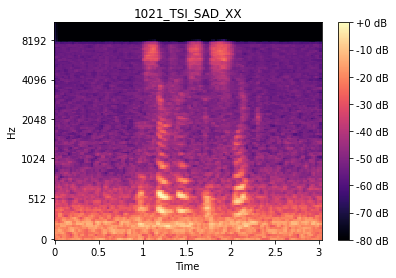 1021_TSI_SAD_XX
+0 dB
8192
-10 dB
4096
-20 dB
-30 dB
2048
Hz
-40 dB
1024
-50 dB
512
-60 dB
-70 dB
0
-80 dB
0 0.5 1 1.5 2 2.5 3
Time